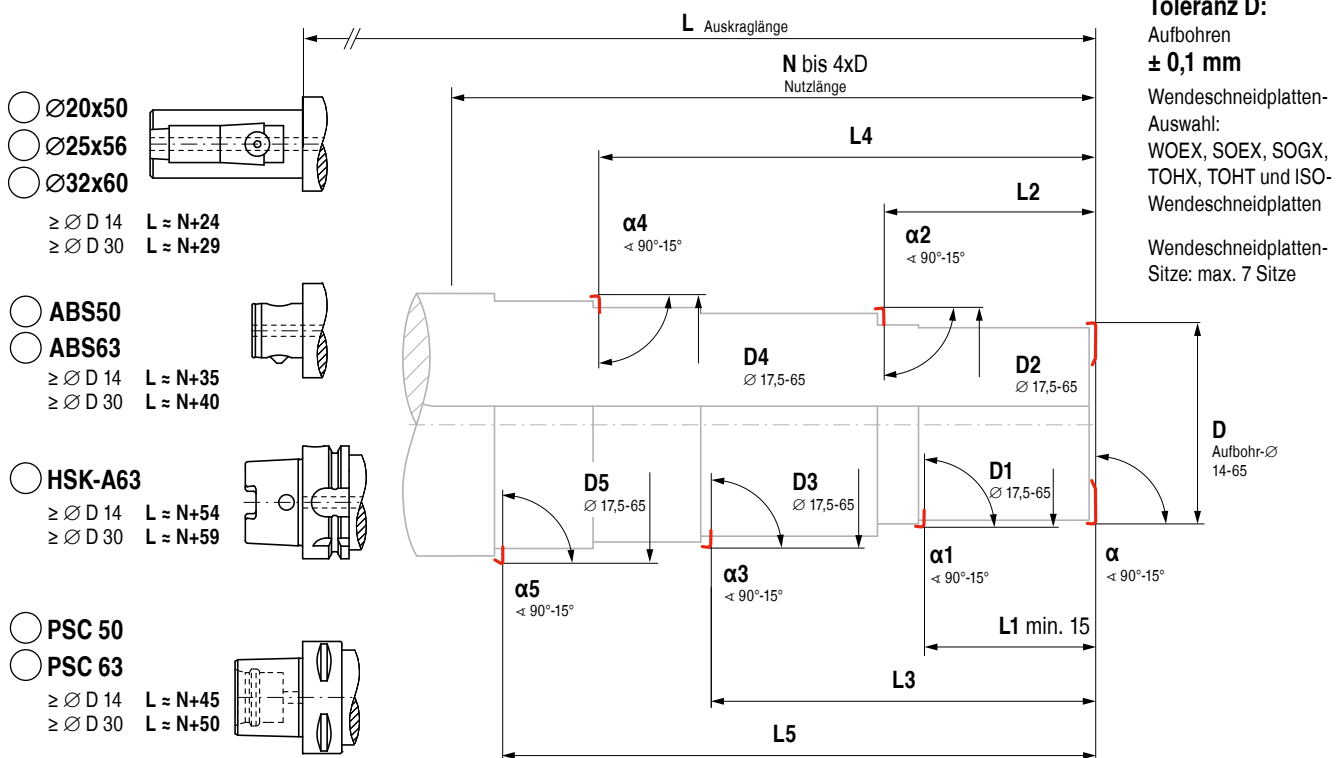 L Auskraglänge
N bis 4xD
Nutzlänge
L4
L2
Toleranz D:
Aufbohren
± 0,1 mm
Wendeschneidplatten-
Auswahl:
WOEX, SOEX, SOGX,
TOHX, TOHT und ISO-
Wendeschneidplatten
Wendeschneidplatten-
Sitze: max. 7 Sitze
∅20x50
∅25x56
∅32x60
≥ ∅ D 14 L ≈ N+24
≥ ∅ D 30 L ≈ N+29
ABS50
ABS63
≥ ∅ D 14 L ≈ N+35
≥ ∅ D 30 L ≈ N+40
HSK-A63
≥ ∅ D 14 L ≈ N+54
≥ ∅ D 30 L ≈ N+59
PSC 50
PSC 63
≥ ∅ D 14 L ≈ N+45
≥ ∅ D 30 L ≈ N+50
α4
∢ 90°-15°
α2
∢ 90°-15°
D4
∅ 17,5-65
D2
∅ 17,5-65
D
Aufbohr-∅
14-65
D5
∅ 17,5-65
D3
∅ 17,5-65
D1
∅ 17,5-65
α5
∢ 90°-15°
α3
∢ 90°-15°
α1
∢ 90°-15°
α
∢ 90°-15°
L1 min. 15
L3
L5